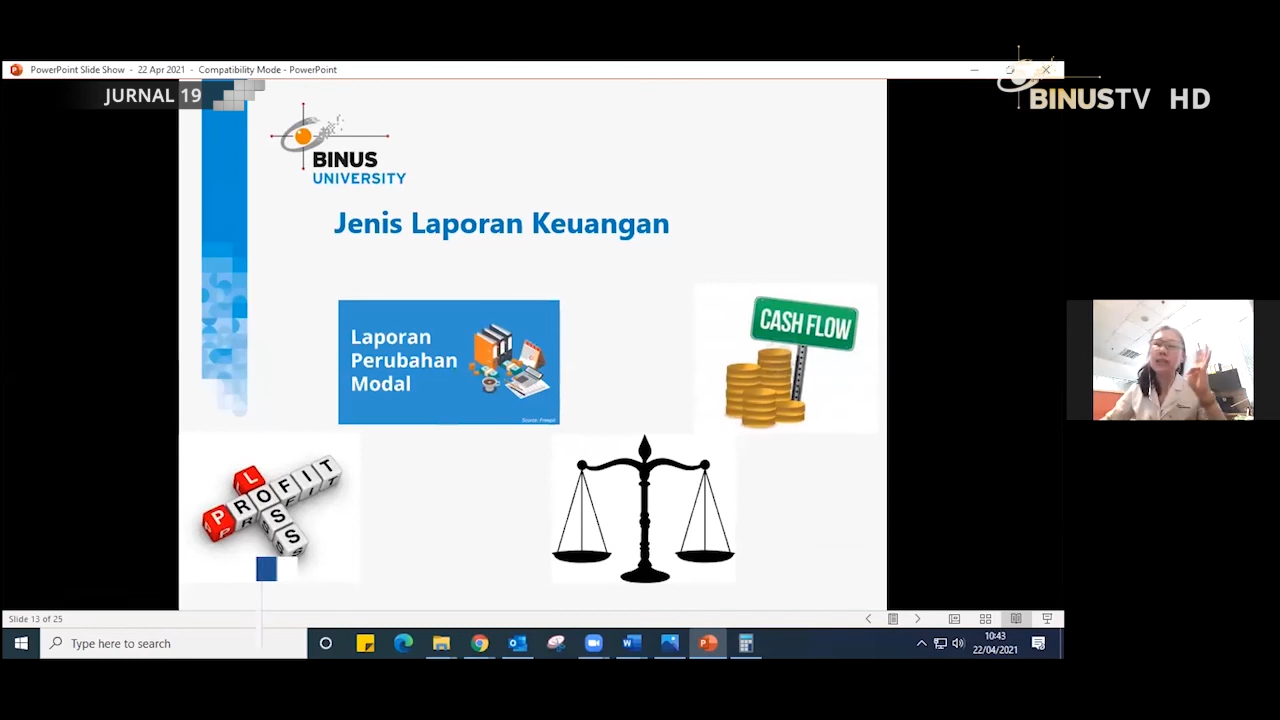 PowerPoint Slide Show - 22 Apr 2021 - Compatibility Mode - PowerPoint
JURNAL 19
BINUSTV HD
BINUS
UNIVERSITY
Jenis Laporan Keuangan
Laporan
Perubahan
Modal
CASH FLOW
PROFIT
LOSS
Slide 13 of 25
Type here to search
10:43
22/04/2021